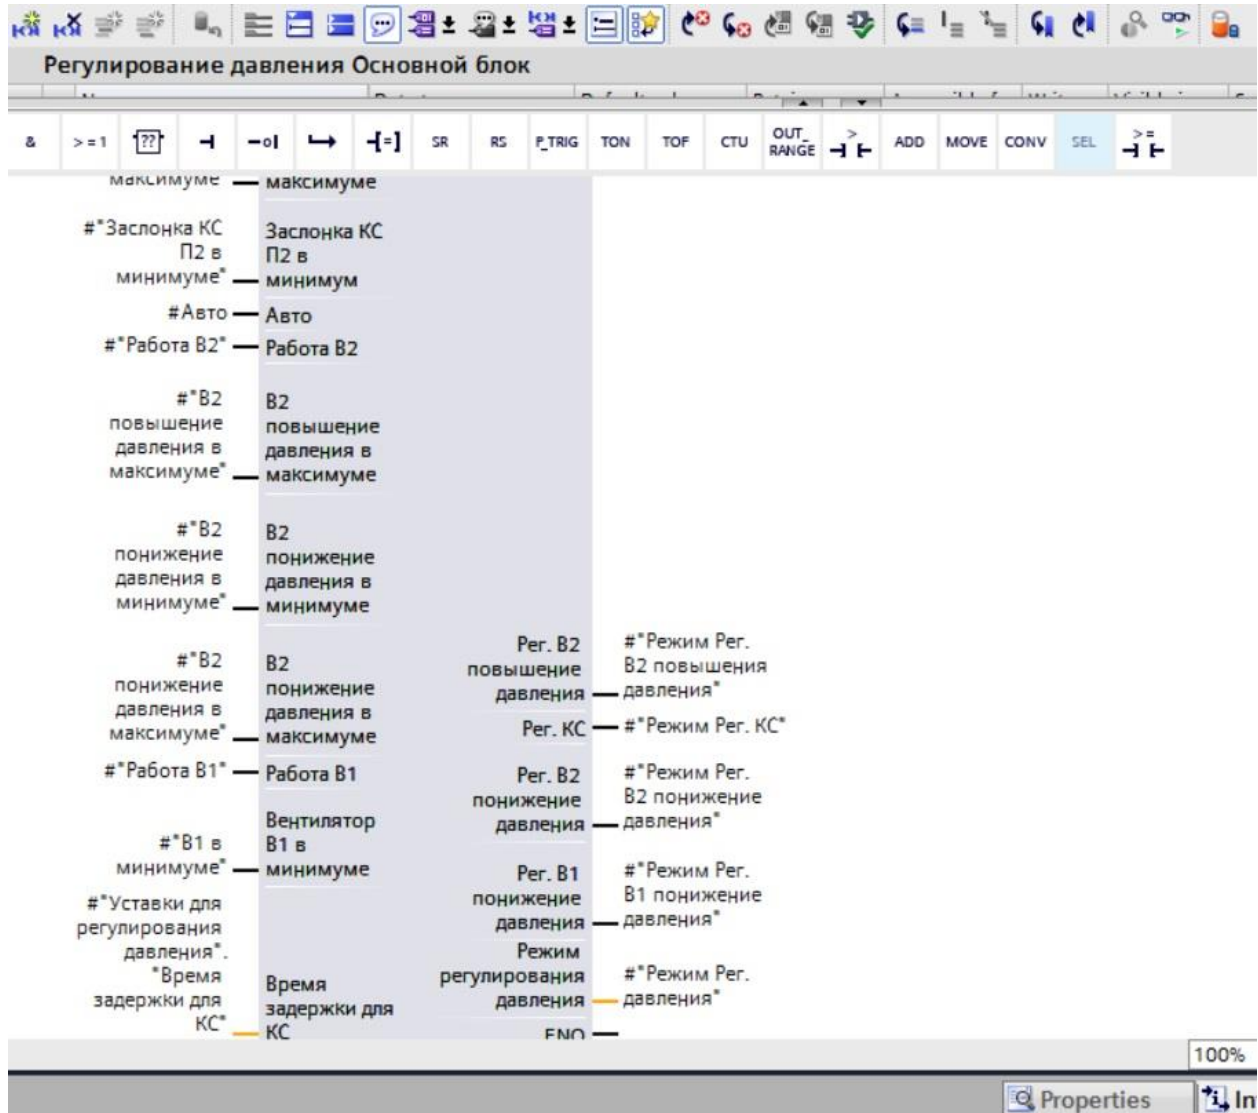 Регулирование давления Основной блок
&
>=1
??
SR
RS
P_TRIG
TON
TOF
CTU
OUT_
RANGE
>
ADD
MOVE
CONV
SEL
>=
максимуме
максимуме
#"Заслонка КС
П2 в
минимуме"
Заслонка КС
П2 в
минимум
#Авто
Авто
#"Работа В2"
Работа В2
#"В2
повышение
давления в
максимуме"
В2
повышение
давления в
максимуме
#"В2
понижение
давления в
минимуме"
В2
понижение
давления в
минимуме
#"В2
понижение
давления в
максимуме"
В2
понижение
давления в
максимуме
Рег. В2
повышение
давления
#"Режим Рег.
В2 повышения
давления"
Рег. КС
#"Режим Рег. КС"
#"Работа В1"
Работа В1
Рег. В2
понижение
давления
#"Режим Рег.
В2 понижение
давления"
#"В1 в
минимуме"
Вентилятор
В1 в
минимуме
Рег. В1
понижение
давления
#"Режим Рег.
В1 понижение
давления"
#"Уставки для
регулирования
давления".
"Время
задержки для
КС"
Время
задержки для
КС
Режим
регулирования
давления
#"Режим Рег.
давления"
ENO
100%
Properties
In